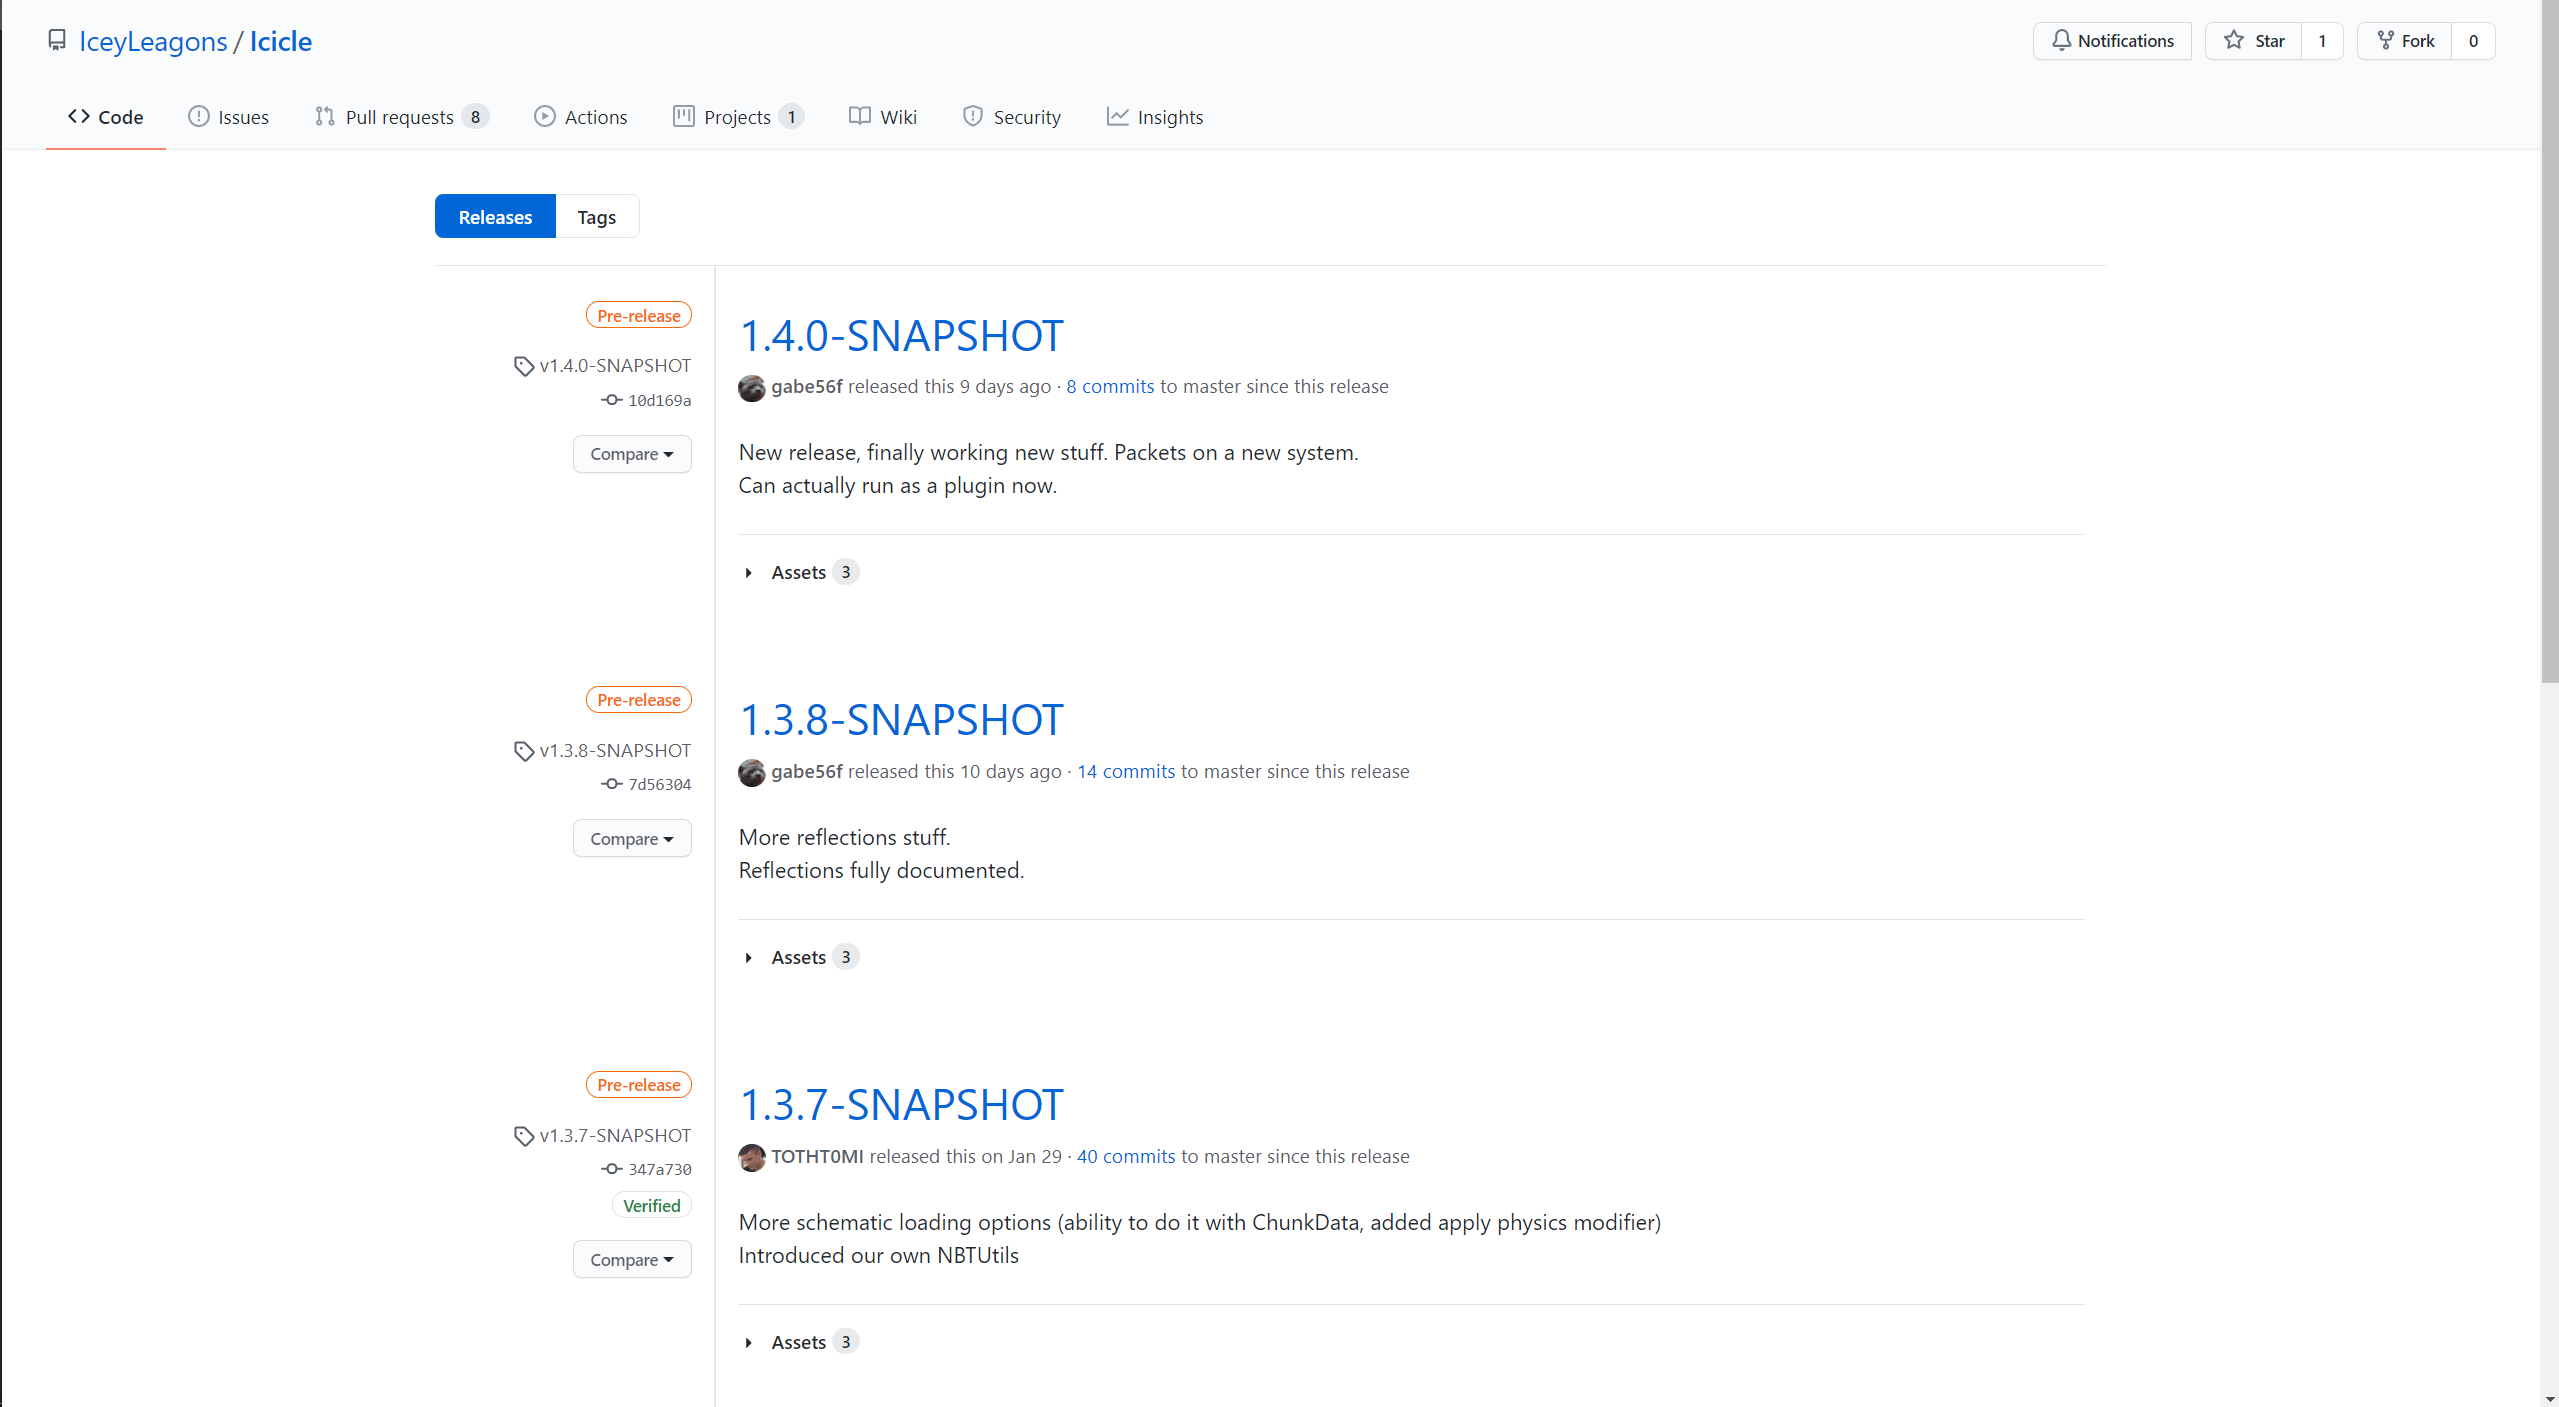 IceyLeagons / Icicle
Notifications
Star 1
Fork 0
Code
Issues
Pull requests 8
Actions
Projects 1
Wiki
Security
Insights
Releases
Tags
Pre-release
v1.4.0-SNAPSHOT
10d169a
Compare
1.4.0-SNAPSHOT
gabe56f released this 9 days ago · 8 commits to master since this release
New release, finally working new stuff. Packets on a new system.
Can actually run as a plugin now.
Assets 3
Pre-release
v1.3.8-SNAPSHOT
7d56304
Compare
1.3.8-SNAPSHOT
gabe56f released this 10 days ago · 14 commits to master since this release
More reflections stuff.
Reflections fully documented.
Assets 3
Pre-release
v1.3.7-SNAPSHOT
347a730
Verified
Compare
1.3.7-SNAPSHOT
TOTHT0MI released this on Jan 29 · 40 commits to master since this release
More schematic loading options (ability to do it with ChunkData, added apply physics modifier)
Introduced our own NBTUtils
Assets 3